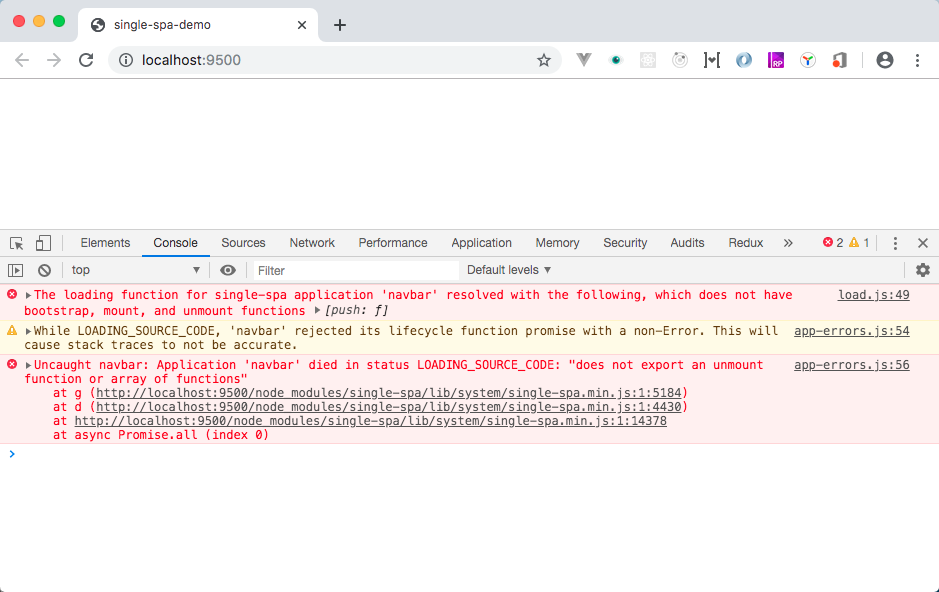 single-spa-demo
localhost:9500
RP
Elements Console Sources Network Performance Application Memory Security Audits Redux » 2 1
top Filter Default levels ▼
The loading function for single-spa application 'navbar' resolved with the following, which does not have load.js:49
bootstrap, mount, and unmount functions ▶[push: ƒ]
While LOADING_SOURCE_CODE, 'navbar' rejected its lifecycle function promise with a non-Error. This will app-errors.js:54
cause stack traces to not be accurate.
Uncaught navbar: Application 'navbar' died in status LOADING_SOURCE_CODE: "does not export an unmount app-errors.js:56
function or array of functions"
at g (http://localhost:9500/node_modules/single-spa/lib/system/single-spa.min.js:1:5184)
at d (http://localhost:9500/node_modules/single-spa/lib/system/single-spa.min.js:1:4430)
at http://localhost:9500/node_modules/single-spa/lib/system/single-spa.min.js:1:14378
at async Promise.all (index 0)